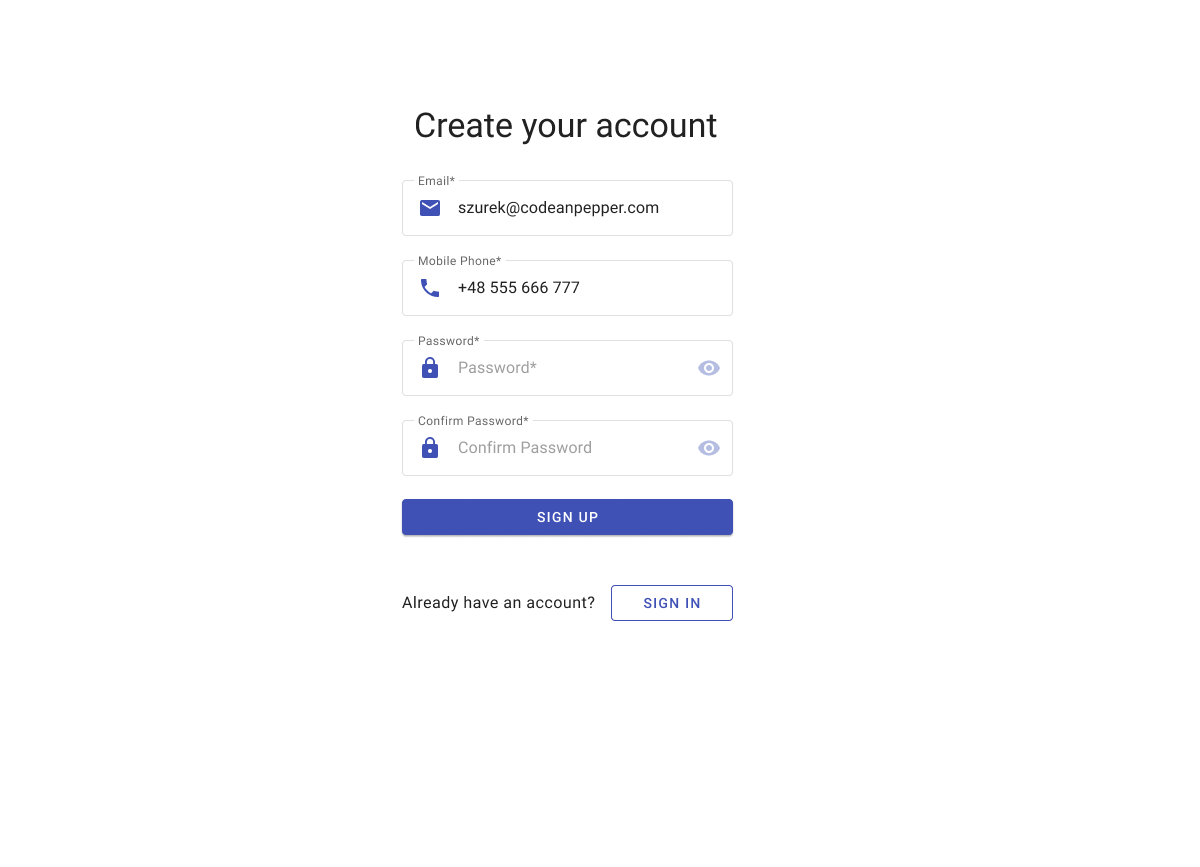 Create your account
Email*
szurek@codeanpepper.com
Mobile Phone*
+48 555 666 777
Password*
Password*
Confirm Password*
Confirm Password
SIGN UP
Already have an account? SIGN IN